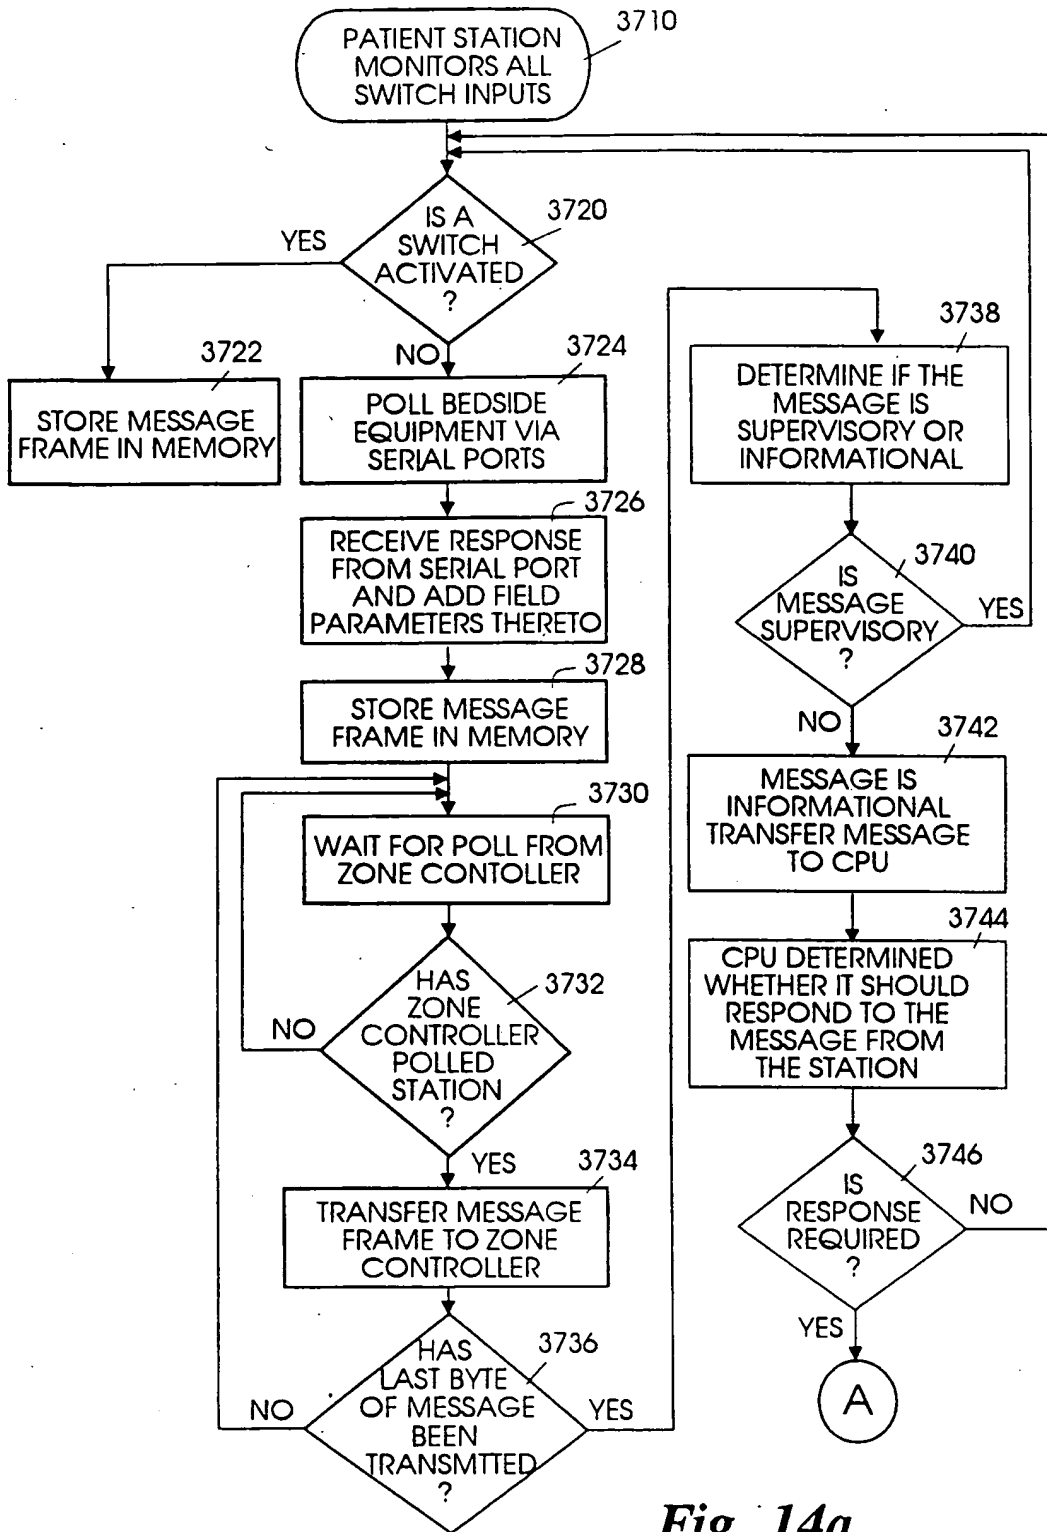 PATIENT STATION
MONITORS ALL
SWITCH INPUTS
3710
IS A
SWITCH
ACTIVATED
?
3720
YES
NO
3722
STORE MESSAGE
FRAME IN MEMORY
3724
POLL BEDSIDE
EQUIPMENT VIA
SERIAL PORTS
3726
RECEIVE RESPONSE
FROM SERIAL PORT
AND ADD FIELD
PARAMETERS THERETO
3728
STORE MESSAGE
FRAME IN MEMORY
3730
WAIT FOR POLL FROM
ZONE CONTOLLER
HAS
ZONE
CONTROLLER
POLLED
STATION
?
3732
NO
YES
3734
TRANSFER MESSAGE
FRAME TO ZONE
CONTROLLER
HAS
LAST BYTE
OF MESSAGE
BEEN
TRANSMTTED
?
3736
NO
YES
3738
DETERMINE IF THE
MESSAGE IS
SUPERVISORY OR
INFORMATIONAL
3740
IS
MESSAGE
SUPERVISORY
?
YES
NO
3742
MESSAGE IS
INFORMATIONAL
TRANSFER MESSAGE
TO CPU
3744
CPU DETERMINED
WHETHER IT SHOULD
RESPOND TO THE
MESSAGE FROM
THE STATION
3746
IS
RESPONSE
REQUIRED
?
NO
YES
A
Fig. 14a